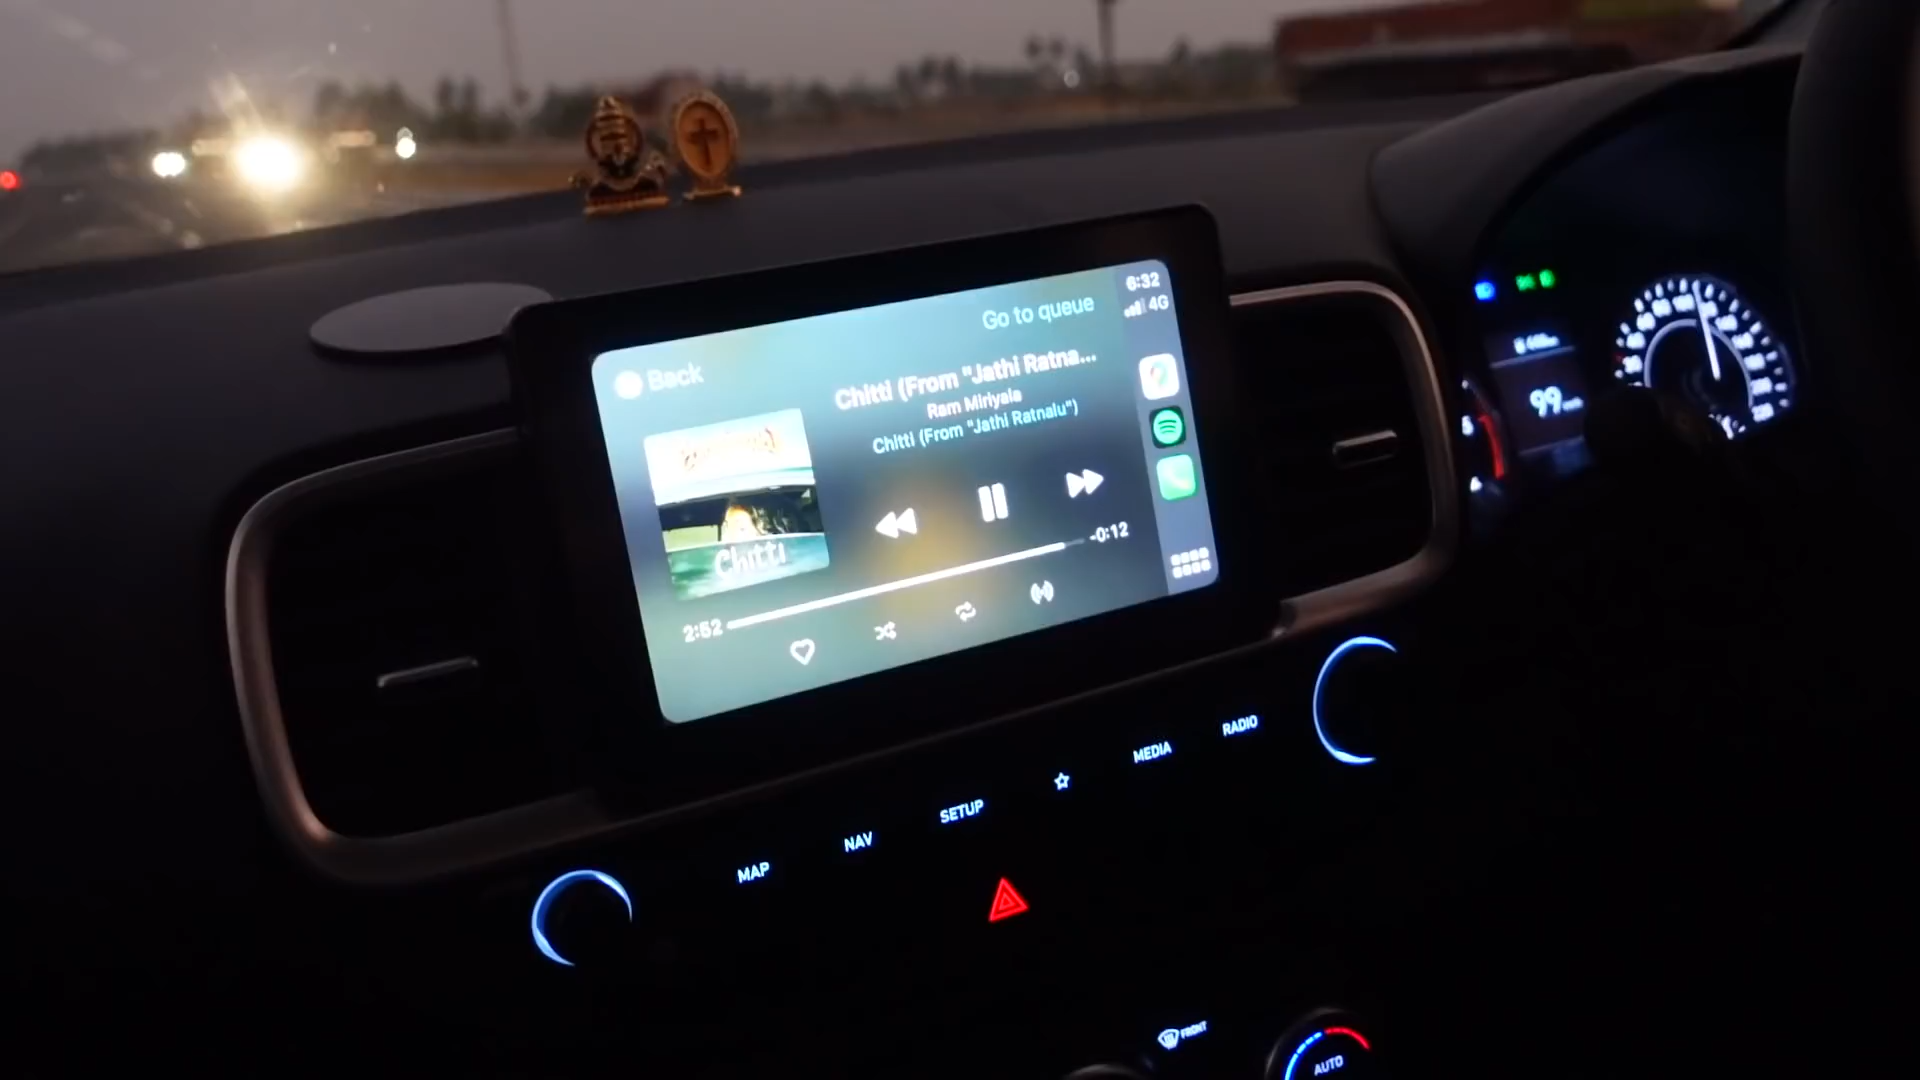 6:32
4G
Go to queue
Back
Chitti (From "Jathi Ratna...
Ram Miriyala
Chitti (From "Jathi Ratnalu")
Chitti
-0:12
2:52
99
RADIO
MEDIA
SETUP
NAV
MAP
FRONT
AUTO